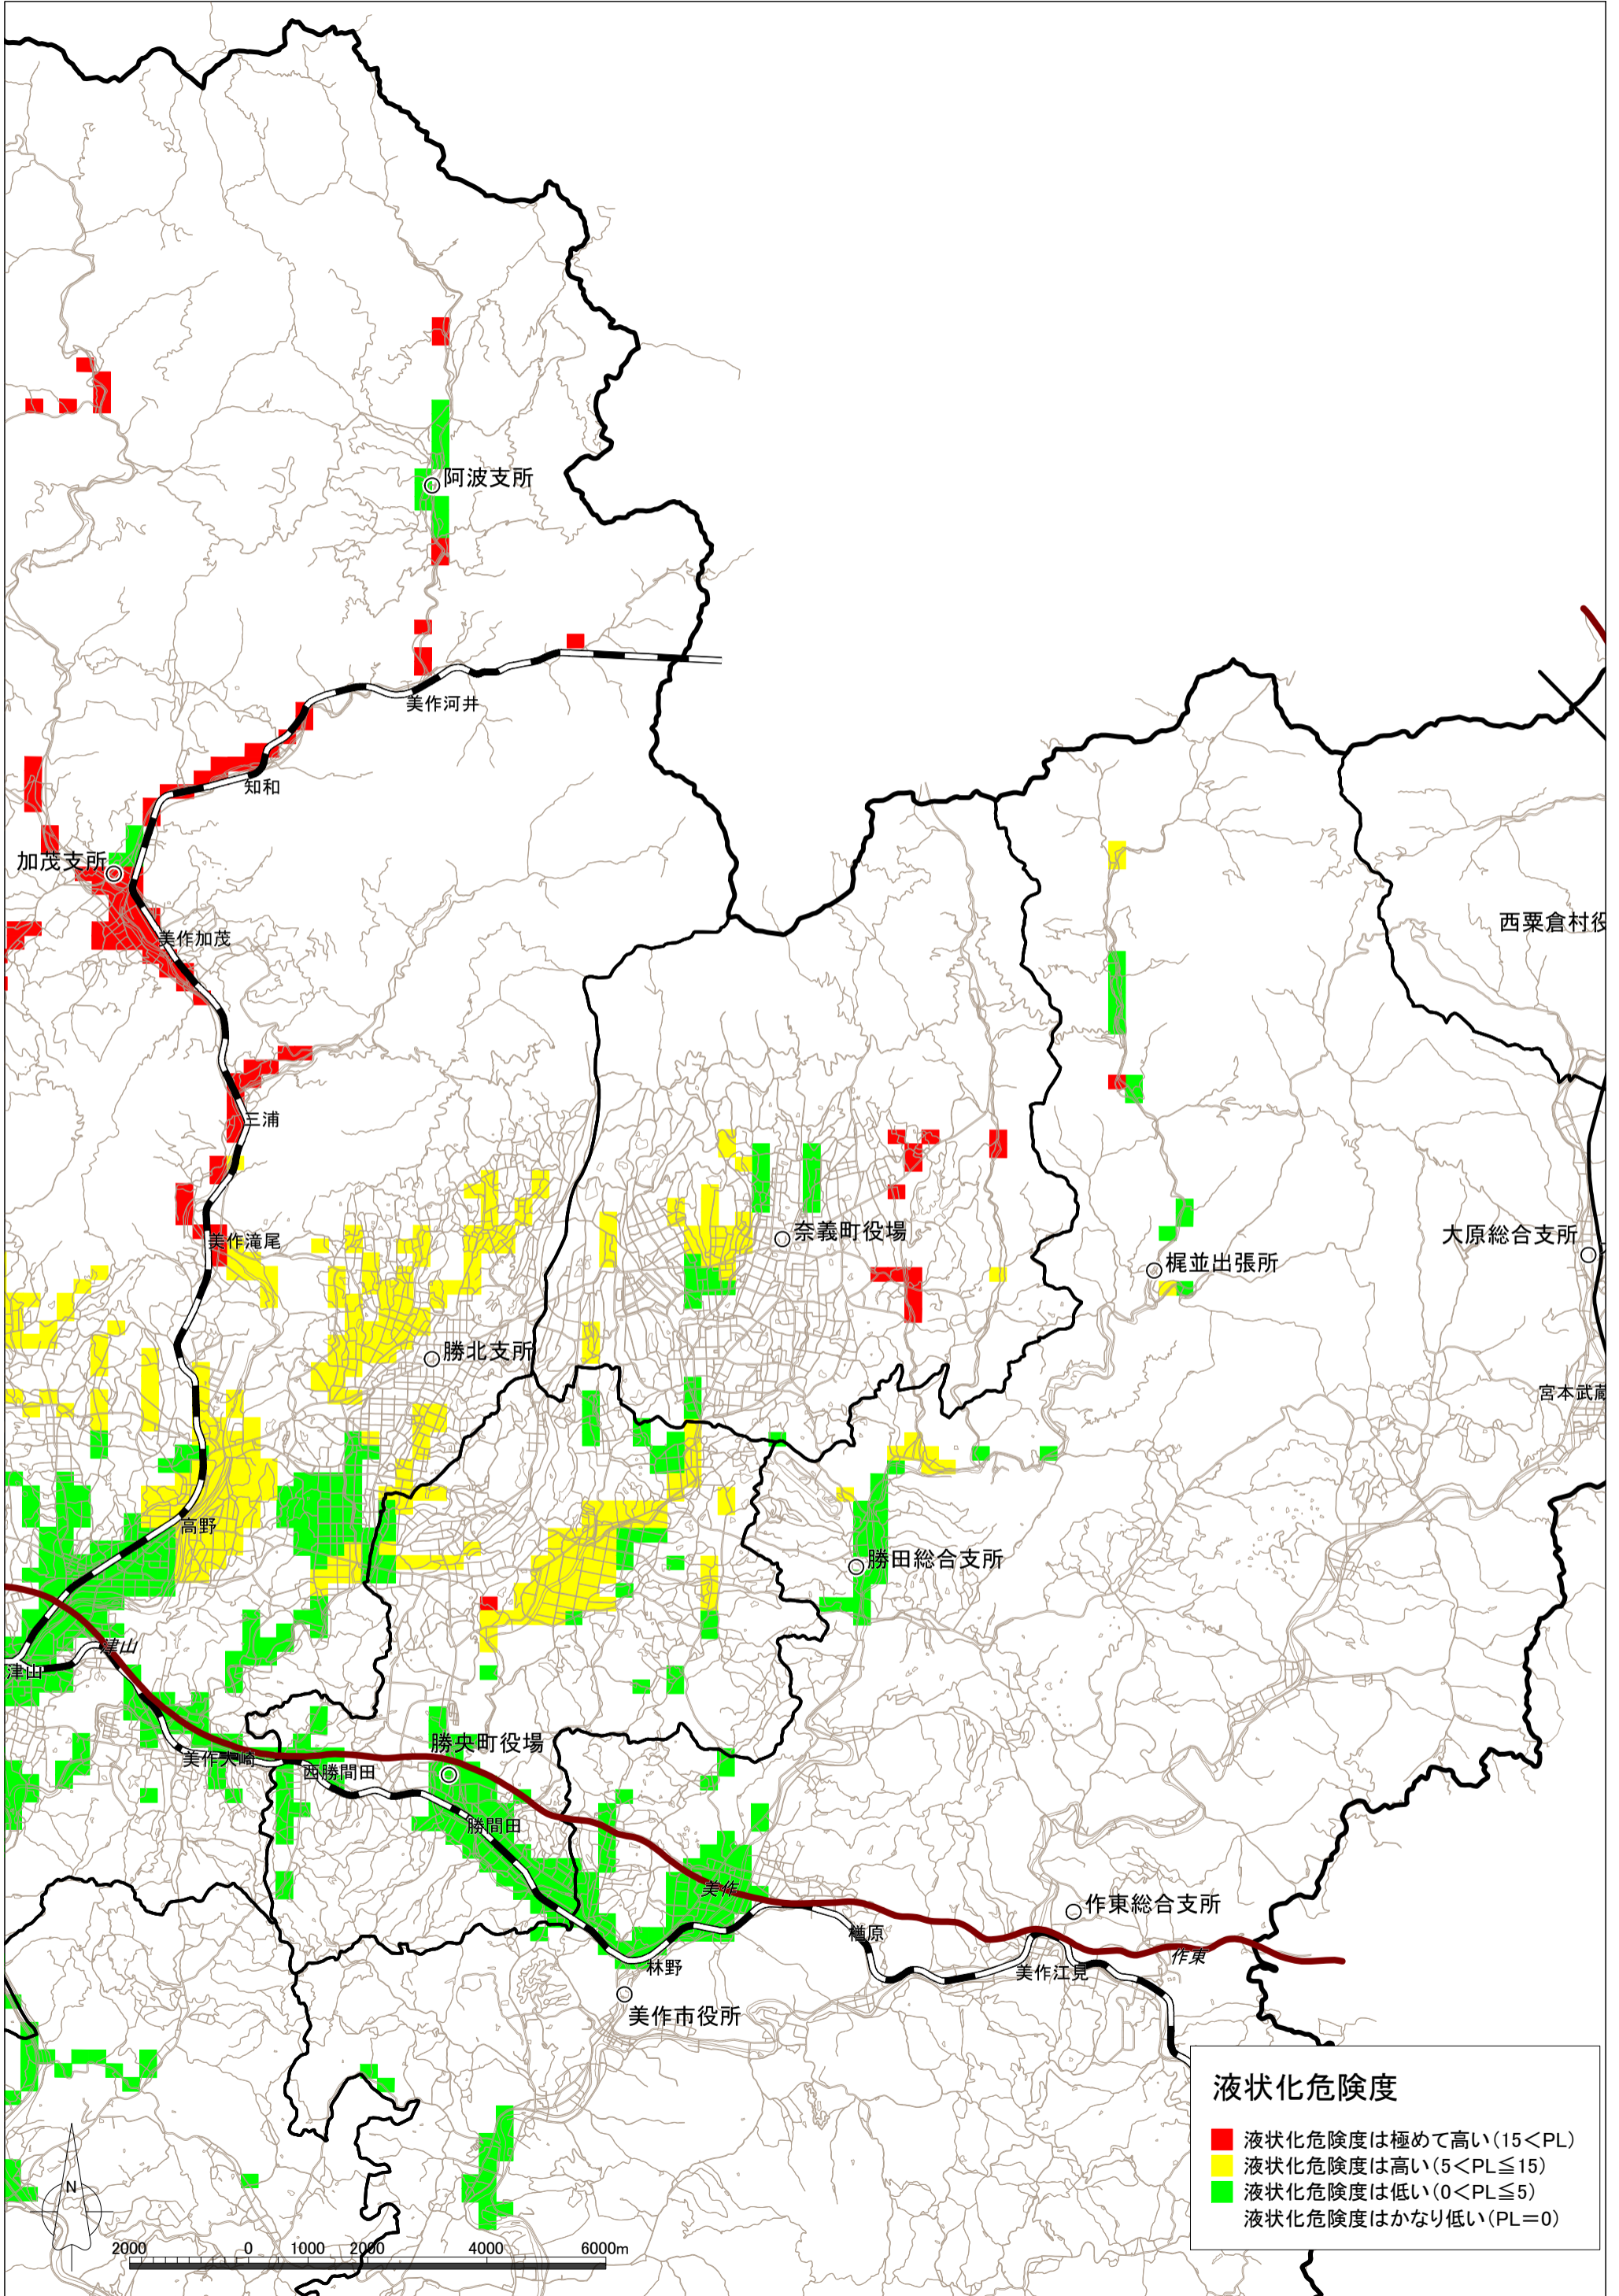 阿波支所
美作河井
知和
加茂支所
西粟倉村役
美作加茂
三浦
奈義町役場
大原総合支所
美作滝尾
梶並出張所
勝北支所
宮本武蔵
高野
勝田総合支所
津山
津山
勝央町役場
美作大崎
西勝間田
勝間田
美作
作東総合支所
楢原
作東
林野
美作江見
美作市役所
液状化危険度
液状化危険度は極めて高い(15＜PL)
液状化危険度は高い(5＜PL≦15)
液状化危険度は低い(0＜PL≦5)
液状化危険度はかなり低い(PL＝0)
N
2000 0 1000 2000 4000 6000m